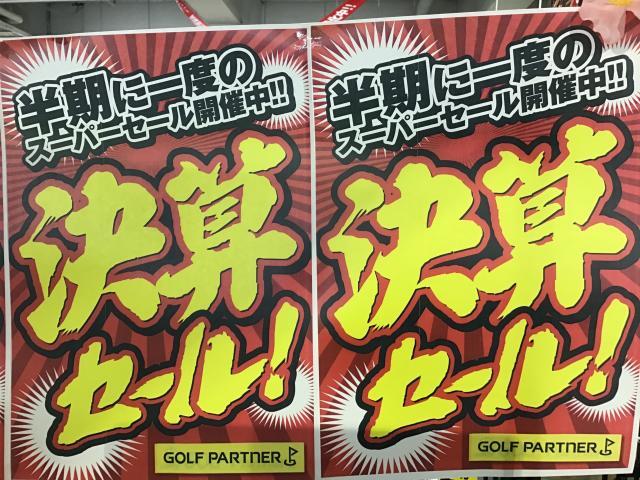 半期に一度の
スーパーセール開催中!!
決算
セール!
GOLF PARTNER
半期に一度の
スーパーセール開催中!!
決算
セール!
GOLF PARTNER